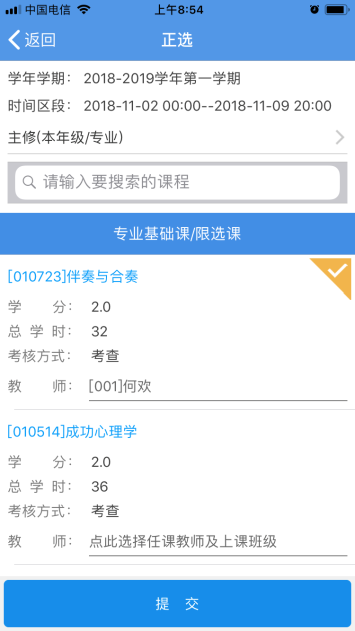 中国电信 上午8:54
返回 正选
学年学期： 2018-2019学年第一学期
时间区段： 2018-11-02 00:00--2018-11-09 20:00
主修(本年级/专业)
请输入要搜索的课程
专业基础课/限选课
[010723]伴奏与合奏
学 分： 2.0
总 学 时： 32
考核方式： 考查
教 师： [001]何欢
[010514]成功心理学
学 分： 2.0
总 学 时： 36
考核方式： 考查
教 师： 点此选择任课教师及上课班级
提 交